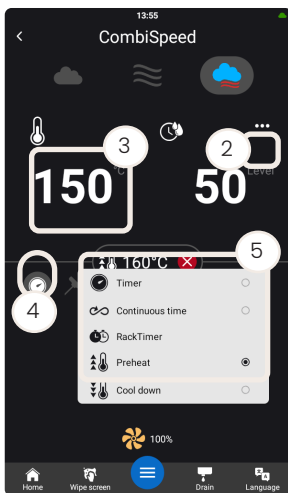 13:55
CombiSpeed
3
2
150 °C
50 Level
5
160°C
4
Timer
Continuous time
RackTimer
Preheat
Cool down
100%
Home Wipe screen Drain Language